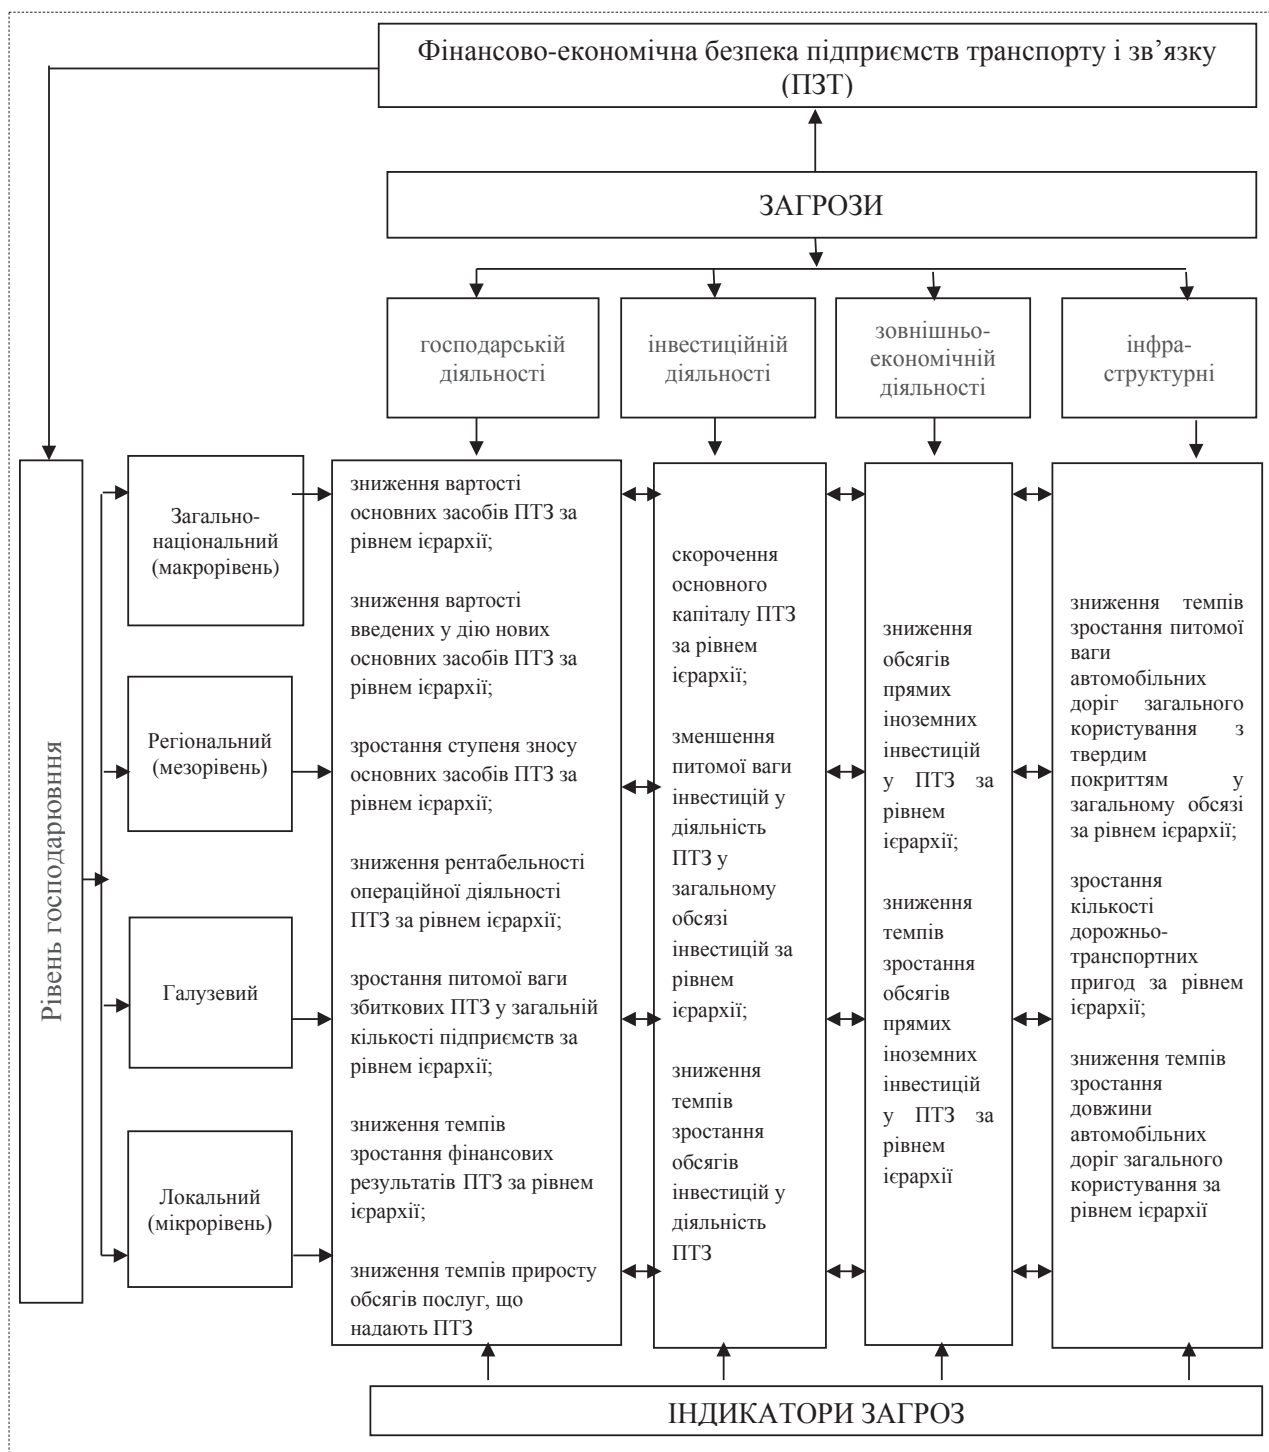 Фінансово-економічна безпека підприємств транспорту і зв’язку
(ПЗТ)
ЗАГРОЗИ
господарській
діяльності
інвестиційній
діяльності
зовнішньо-
економічній
діяльності
інфра-
структурні
Рівень господарюовння
Загально-
національний
(макрорівень)
Регіональний
(мезорівень)
Галузевий
Локальний
(мікрорівень)
зниження вартості
основних засобів ПТЗ за
рівнем ієрархії;
зниження вартості
введених у дію нових
основних засобів ПТЗ за
рівнем ієрархії;
зростання ступеня зносу
основних засобів ПТЗ за
рівнем ієрархії;
зниження рентабельності
операційної діяльності
ПТЗ за рівнем ієрархії;
зростання питомої ваги
збиткових ПТЗ у загальній
кількості підприємств за
рівнем ієрархії;
зниження темпів
зростання фінансових
результатів ПТЗ за рівнем
ієрархії;
зниження темпів приросту
обсягів послуг, що
надають ПТЗ
скорочення
основного
капіталу ПТЗ
за рівнем
ієрархії;
зменшення
питомої ваги
інвестицій у
діяльність
ПТЗ у
загальному
обсязі
інвестицій за
рівнем
ієрархії;
зниження
темпів
зростання
обсягів
інвестицій у
діяльність
ПТЗ
зниження
обсягів
прямих
іноземних
інвестицій
у ПТЗ за
рівнем
ієрархії;
зниження
темпів
зростання
обсягів
прямих
іноземних
інвестицій
у ПТЗ за
рівнем
ієрархії
зниження темпів
зростання питомої
ваги
автомобільних
доріг загального
користування з
твердим
покриттям у
загальному обсязі
за рівнем ієрархії;
зростання
кількості
дорожньо-
транспортних
пригод за рівнем
ієрархії;
зниження темпів
зростання
довжини
автомобільних
доріг загального
користування за
рівнем ієрархії
ІНДИКАТОРИ ЗАГРОЗ